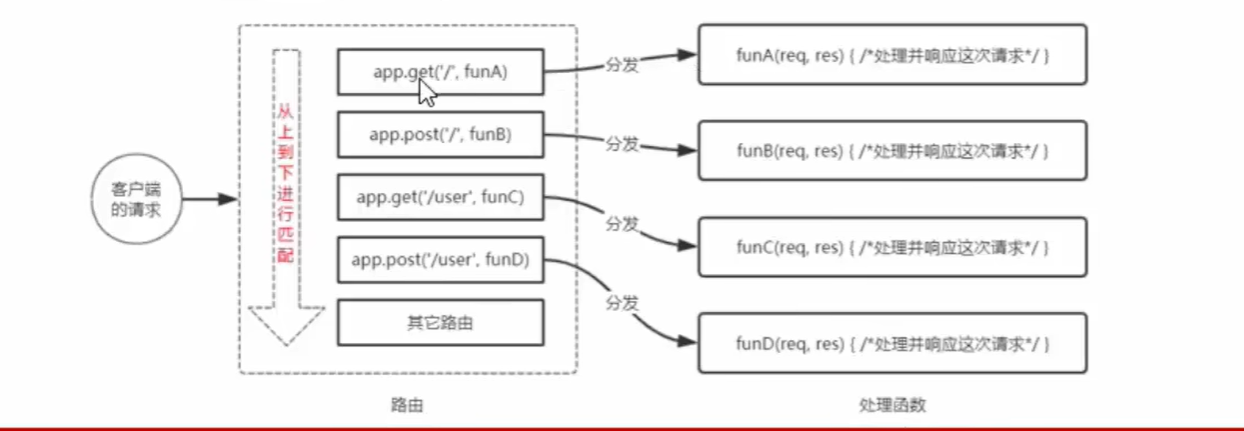 客户端
的请求
从上到下进行匹配
app.get('/', funA)
app.post('/', funB)
app.get('/user', funC)
app.post('/user', funD)
其它路由
路由
分发
分发
分发
分发
funA(req, res) { /*处理并响应这次请求*/ }
funB(req, res) { /*处理并响应这次请求*/ }
funC(req, res) { /*处理并响应这次请求*/ }
funD(req, res) { /*处理并响应这次请求*/ }
处理函数